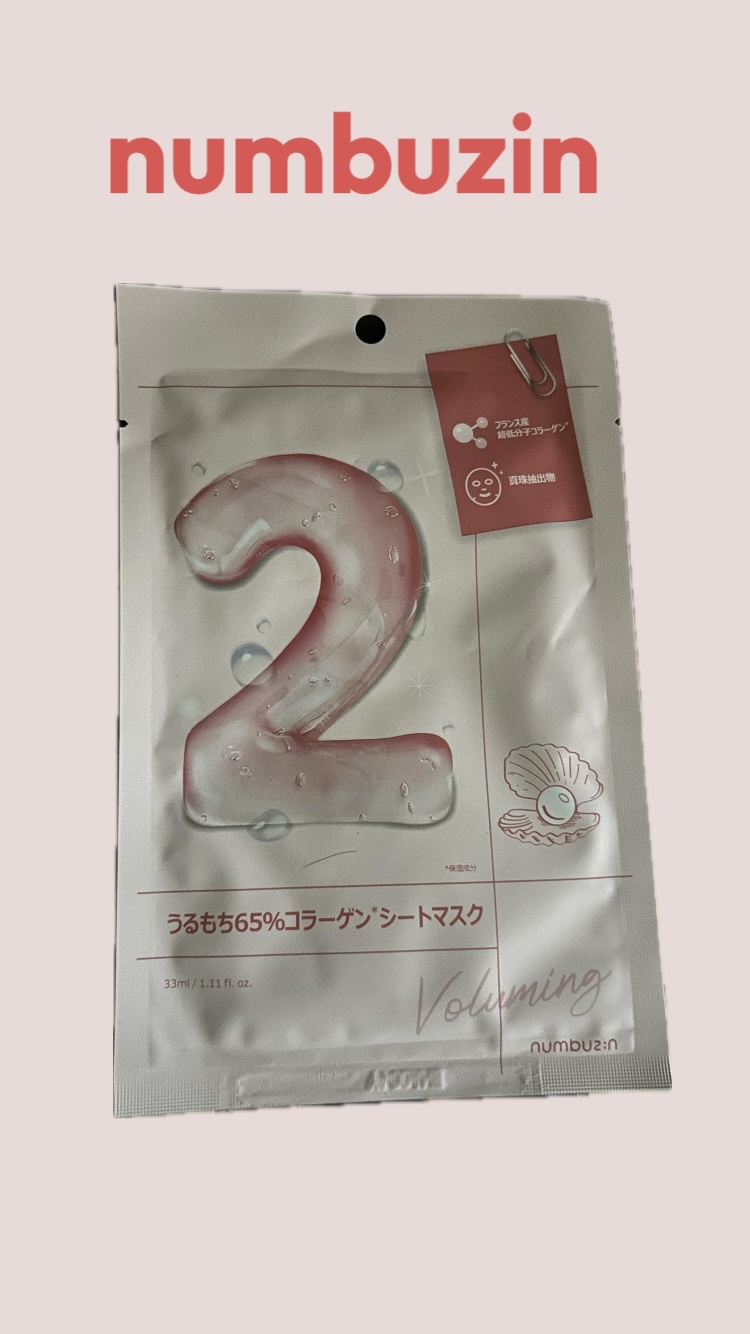 numbuzin
フランス産
超低分子コラーゲン*
真珠抽出物
2
*保湿成分
うるもち65%コラーゲン*シートマスク
33ml / 1.11 fl. oz.
Voluming
numbuz:n